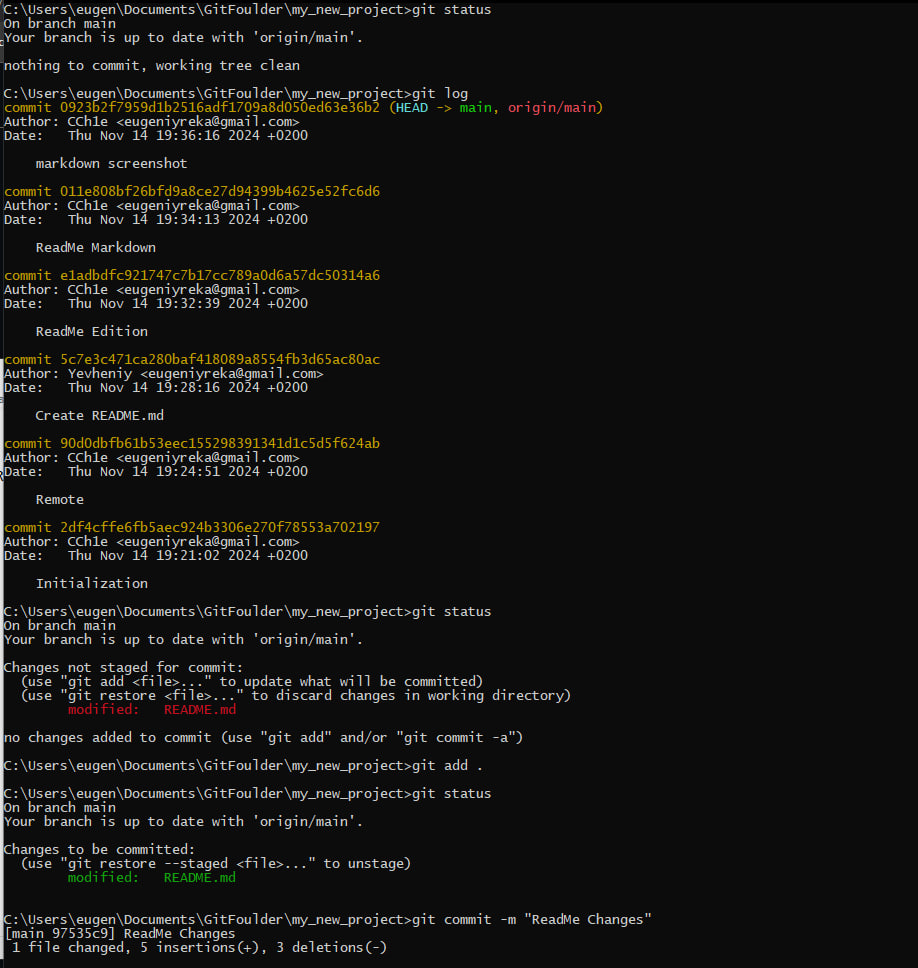 C:\Users\eugen\Documents\GitFoulder\my_new_project>git status
On branch main
Your branch is up to date with 'origin/main'.
nothing to commit, working tree clean
C:\Users\eugen\Documents\GitFoulder\my_new_project>git log
commit 0923b2f7959d1b2516adf1709a8d050ed63e36b2 (HEAD -> main, origin/main)
Author: CCh1e <eugeniyreka@gmail.com>
Date:   Thu Nov 14 19:36:16 2024 +0200
    markdown screenshot
commit 011e808bf26bfd9a8ce27d94399b4625e52fc6d6
Author: CCh1e <eugeniyreka@gmail.com>
Date:   Thu Nov 14 19:34:13 2024 +0200
    ReadMe Markdown
commit e1adbdfc921747c7b17cc789a0d6a57dc50314a6
Author: CCh1e <eugeniyreka@gmail.com>
Date:   Thu Nov 14 19:32:39 2024 +0200
    ReadMe Edition
commit 5c7e3c471ca280baf418089a8554fb3d65ac80ac
Author: Yevheniy <eugeniyreka@gmail.com>
Date:   Thu Nov 14 19:28:16 2024 +0200
    Create README.md
commit 90d0dbfb61b53eec155298391341d1c5d5f624ab
Author: CCh1e <eugeniyreka@gmail.com>
Date:   Thu Nov 14 19:24:51 2024 +0200
    Remote
commit 2df4cffe6fb5aec924b3306e270f78553a702197
Author: CCh1e <eugeniyreka@gmail.com>
Date:   Thu Nov 14 19:21:02 2024 +0200
    Initialization
C:\Users\eugen\Documents\GitFoulder\my_new_project>git status
On branch main
Your branch is up to date with 'origin/main'.
Changes not staged for commit:
  (use "git add <file>..." to update what will be committed)
  (use "git restore <file>..." to discard changes in working directory)
        modified:   README.md
no changes added to commit (use "git add" and/or "git commit -a")
C:\Users\eugen\Documents\GitFoulder\my_new_project>git add .
C:\Users\eugen\Documents\GitFoulder\my_new_project>git status
On branch main
Your branch is up to date with 'origin/main'.
Changes to be committed:
  (use "git restore --staged <file>..." to unstage)
        modified:   README.md
C:\Users\eugen\Documents\GitFoulder\my_new_project>git commit -m "ReadMe Changes"
[main 97535c9] ReadMe Changes
 1 file changed, 5 insertions(+), 3 deletions(-)